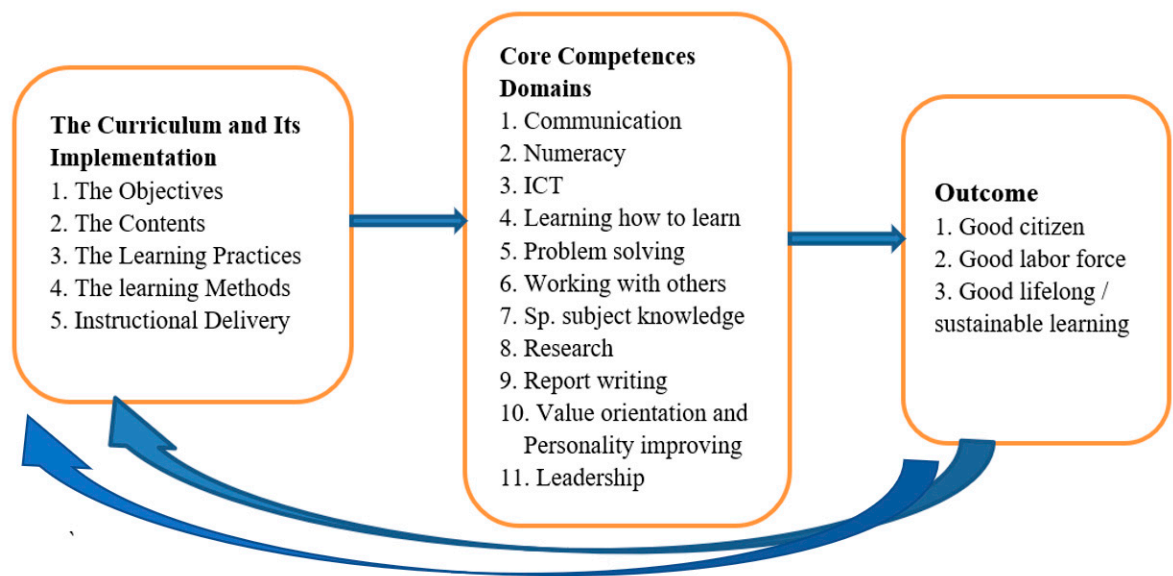 The Curriculum and Its
Implementation
1. The Objectives
2. The Contents
3. The Learning Practices
4. The learning Methods
5. Instructional Delivery
Core Competences
Domains
1. Communication
2. Numeracy
3. ICT
4. Learning how to learn
5. Problem solving
6. Working with others
7. Sp. subject knowledge
8. Research
9. Report writing
10. Value orientation and
Personality improving
11. Leadership
Outcome
1. Good citizen
2. Good labor force
3. Good lifelong /
sustainable learning
`